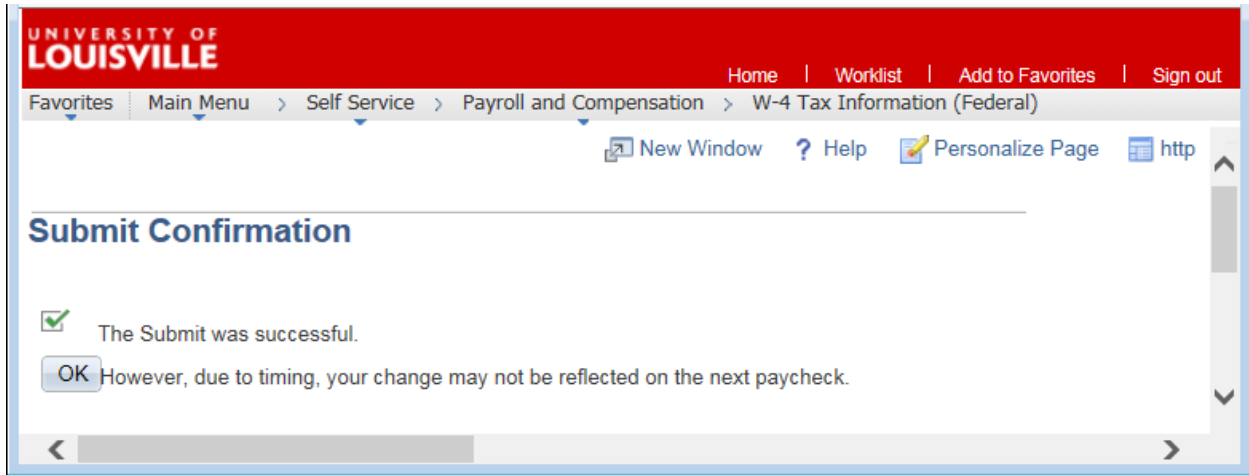 UNIVERSITY OF
LOUISVILLE
Home | Worklist | Add to Favorites | Sign out
Favorites Main Menu > Self Service > Payroll and Compensation > W-4 Tax Information (Federal)
New Window ? Help Personalize Page http
Submit Confirmation
The Submit was successful.
OK However, due to timing, your change may not be reflected on the next paycheck.